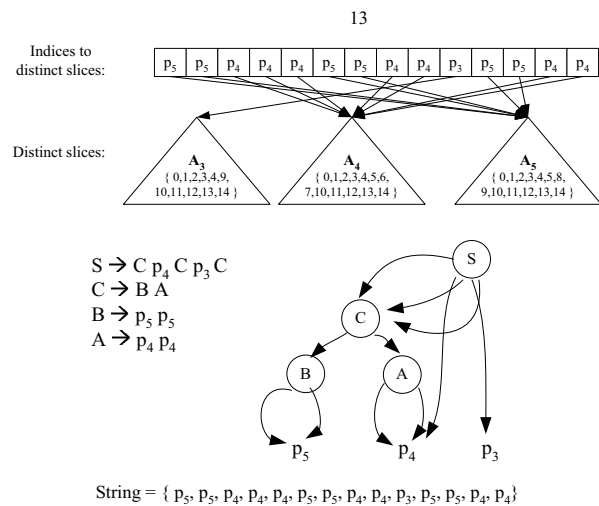 13
Indices to
distinct slices:
p5 p5 p4 p4 p4 p5 p5 p4 p4 p3 p5 p5 p4 p4
Distinct slices:
A3
{ 0,1,2,3,4,9,
10,11,12,13,14 }
A4
{ 0,1,2,3,4,5,6,
7,10,11,12,13,14 }
A5
{ 0,1,2,3,4,5,8,
9,10,11,12,13,14 }
S → C p4 C p3 C
C → B A
B → p5 p5
A → p4 p4
S
C
B
A
p5
p4
p3
String = { p5, p5, p4, p4, p4, p5, p5, p4, p4, p3, p5, p5, p4, p4}